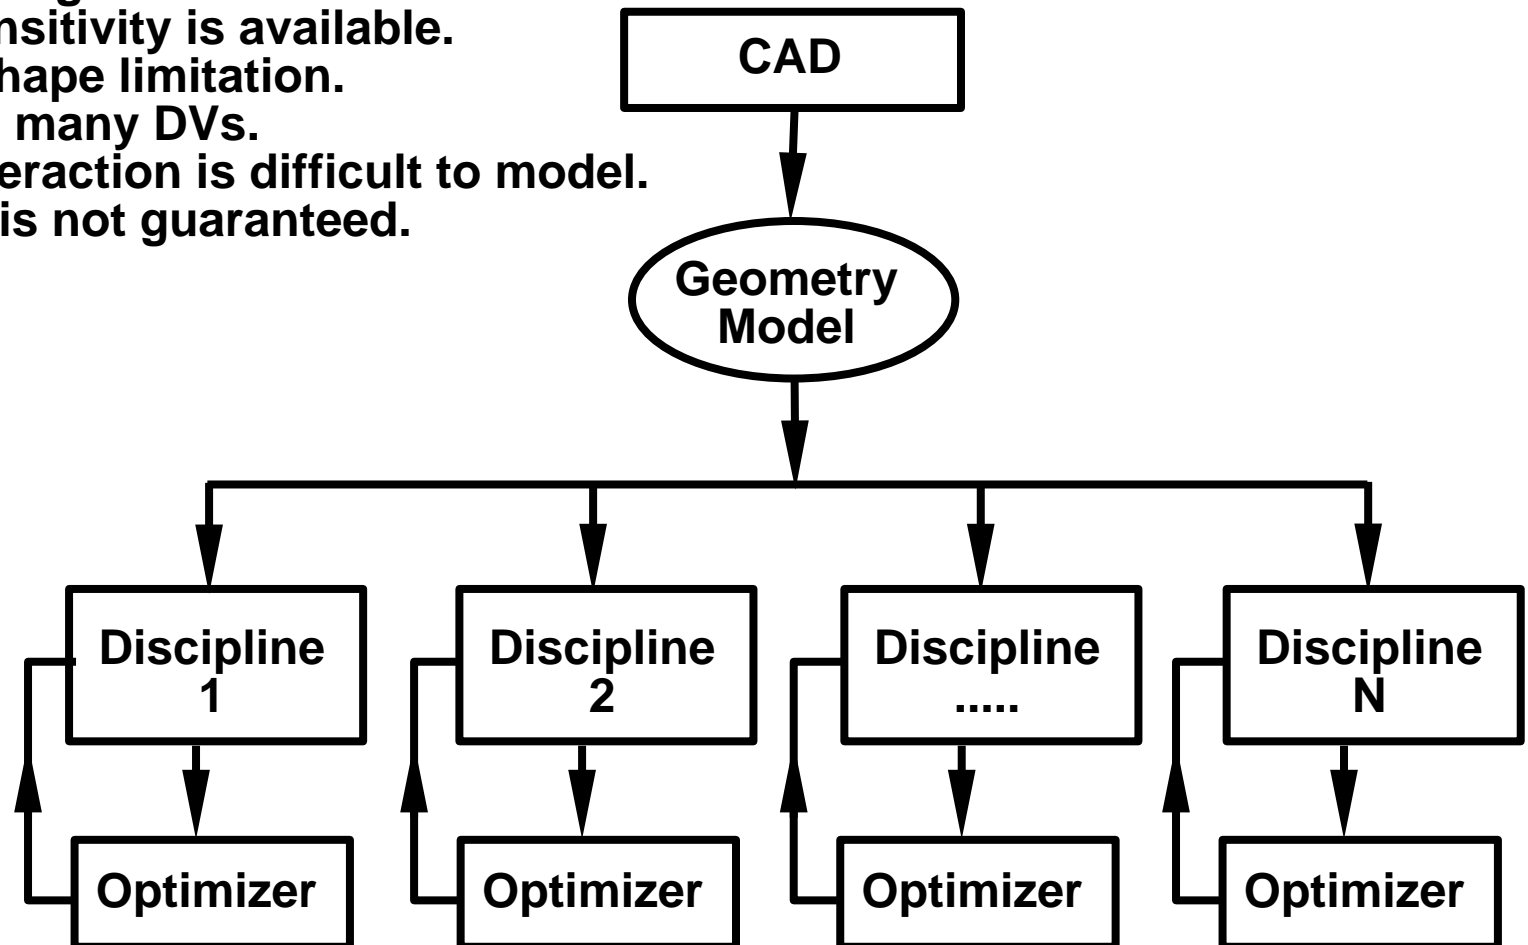 nsitivity is available.
hape limitation.
many DVs.
eraction is difficult to model.
is not guaranteed.
CAD
Geometry
Model
Discipline
1
Discipline
2
Discipline
.....
Discipline
N
Optimizer
Optimizer
Optimizer
Optimizer